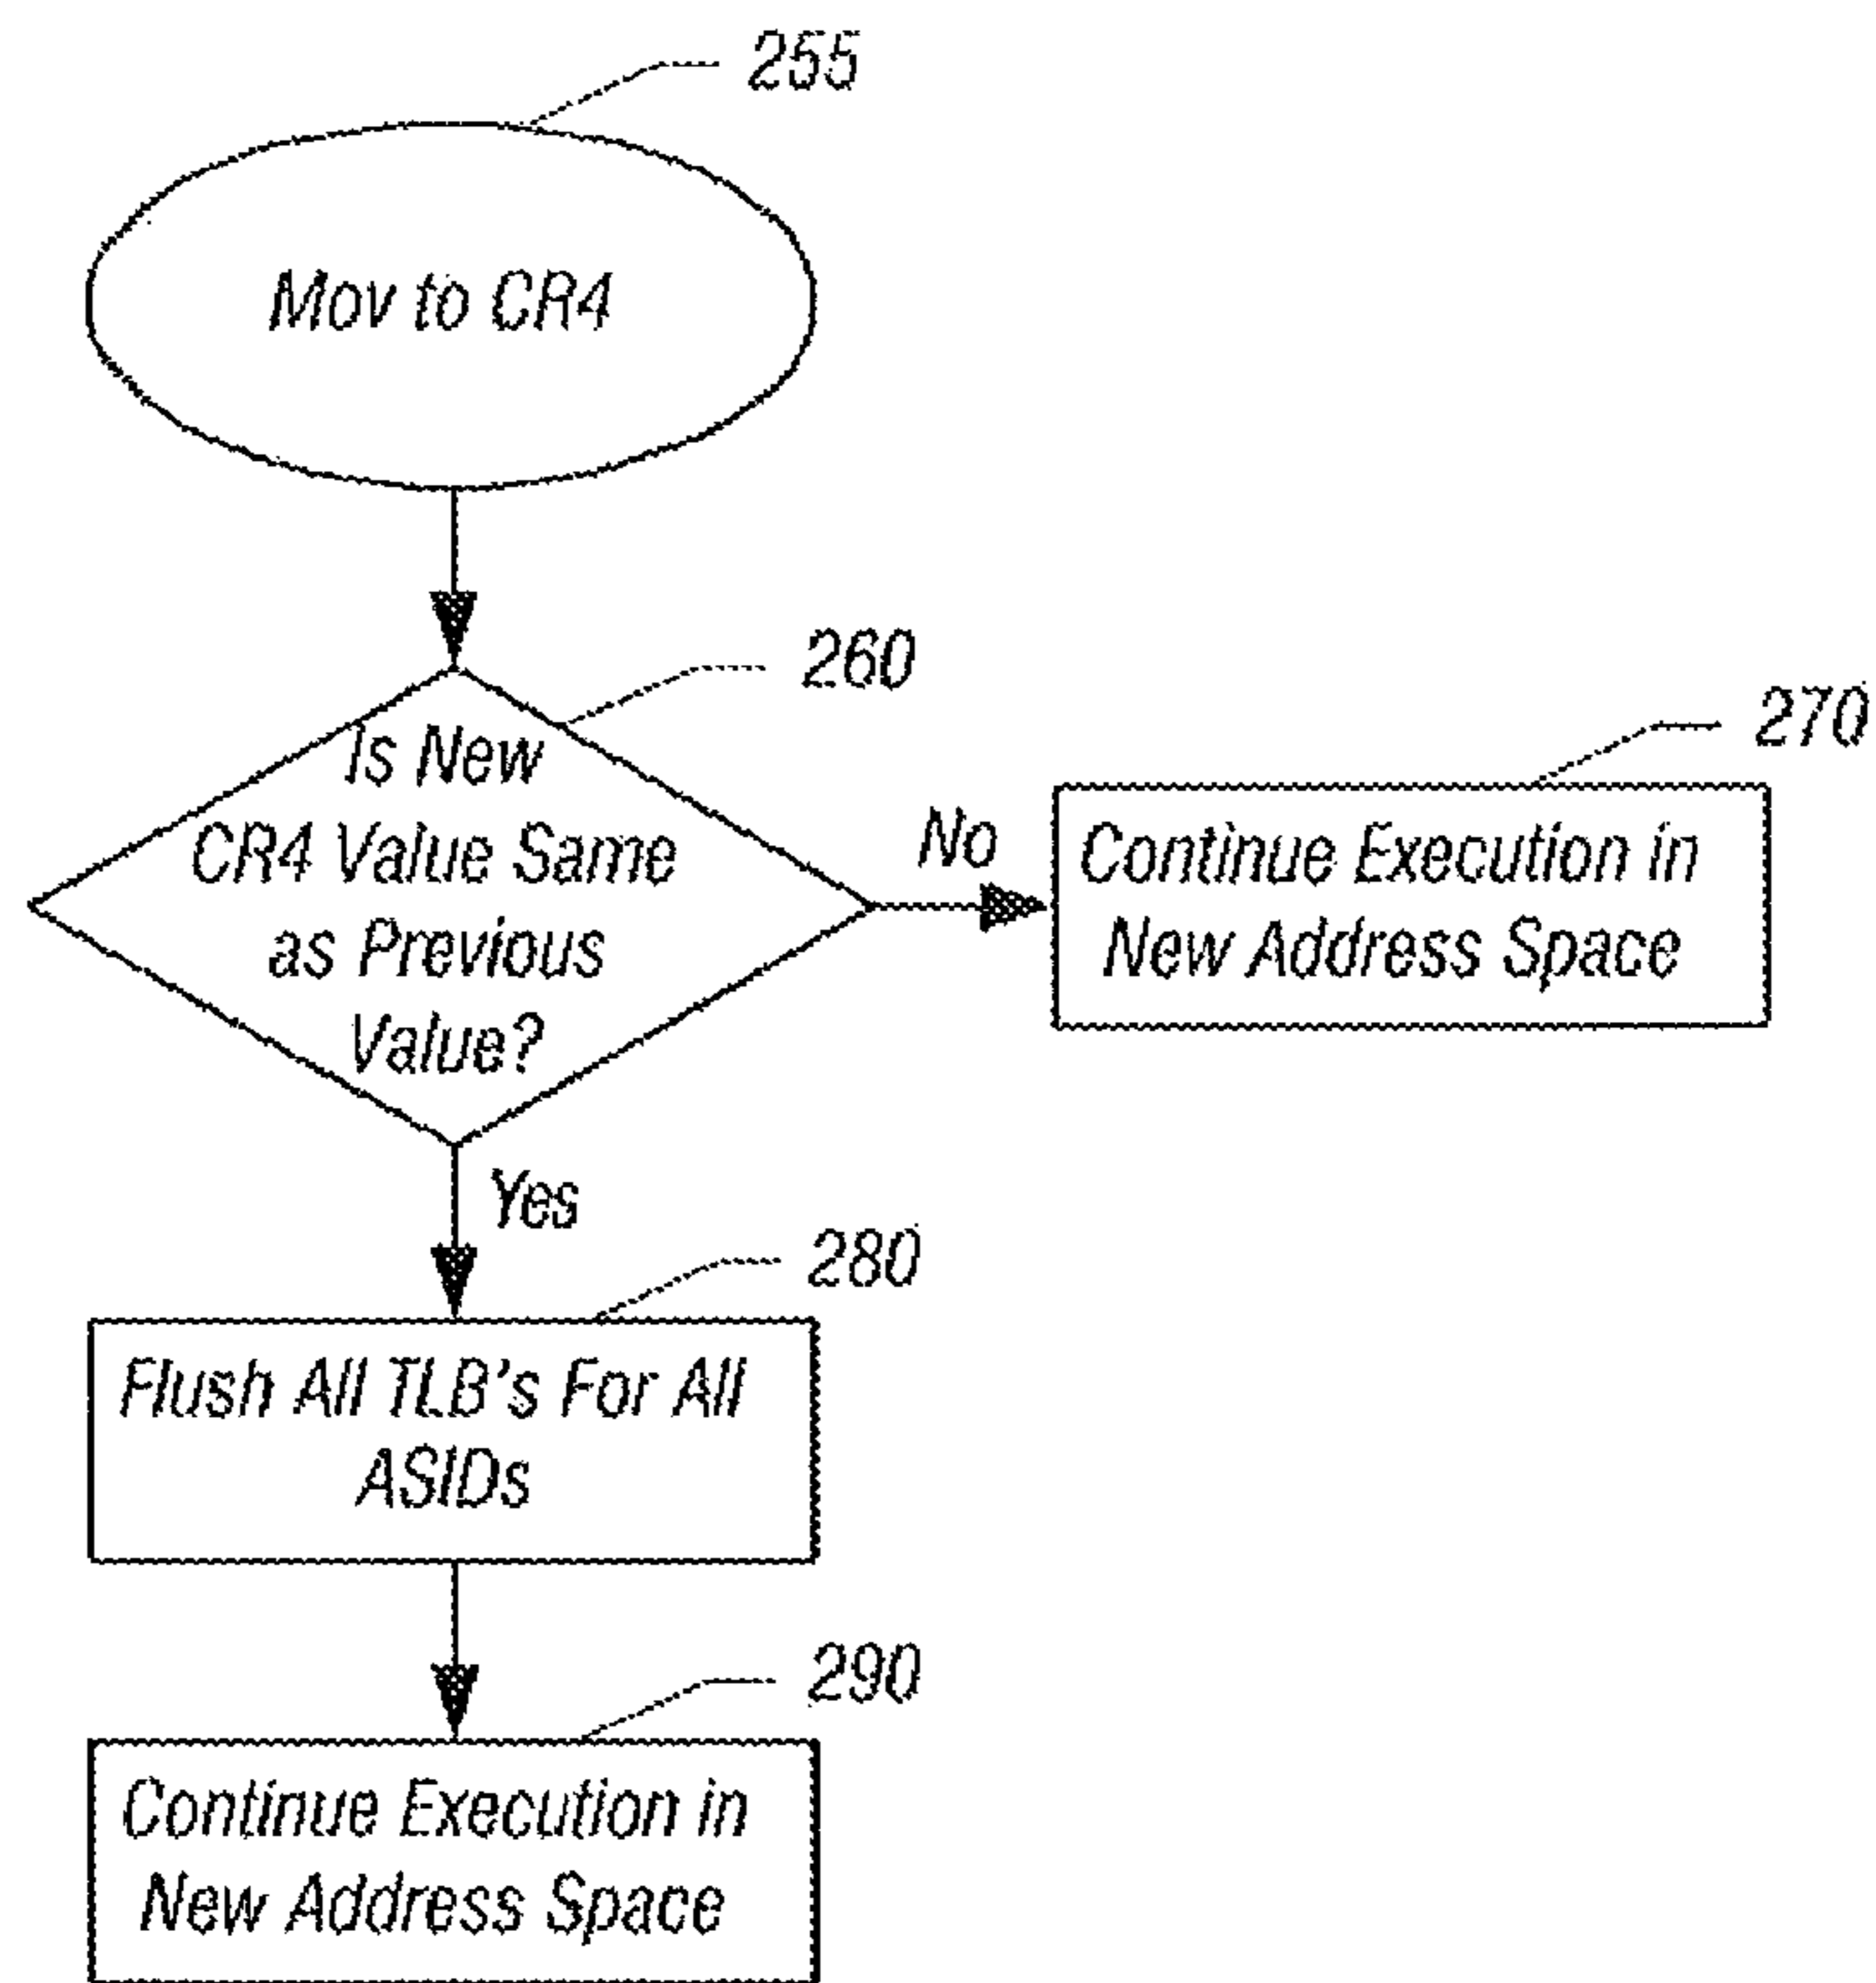 255
Mov to CR4
260
Is New
CR4 Value Same
as Previous
Value?
No
270
Continue Execution in
New Address Space
Yes
280
Flush All TLB's For All
ASIDs
290
Continue Execution in
New Address Space